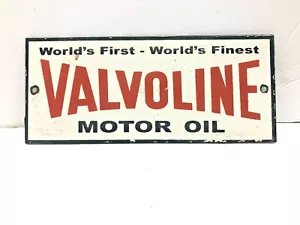 World's First - World's Finest
VALVOLINE
MOTOR OIL